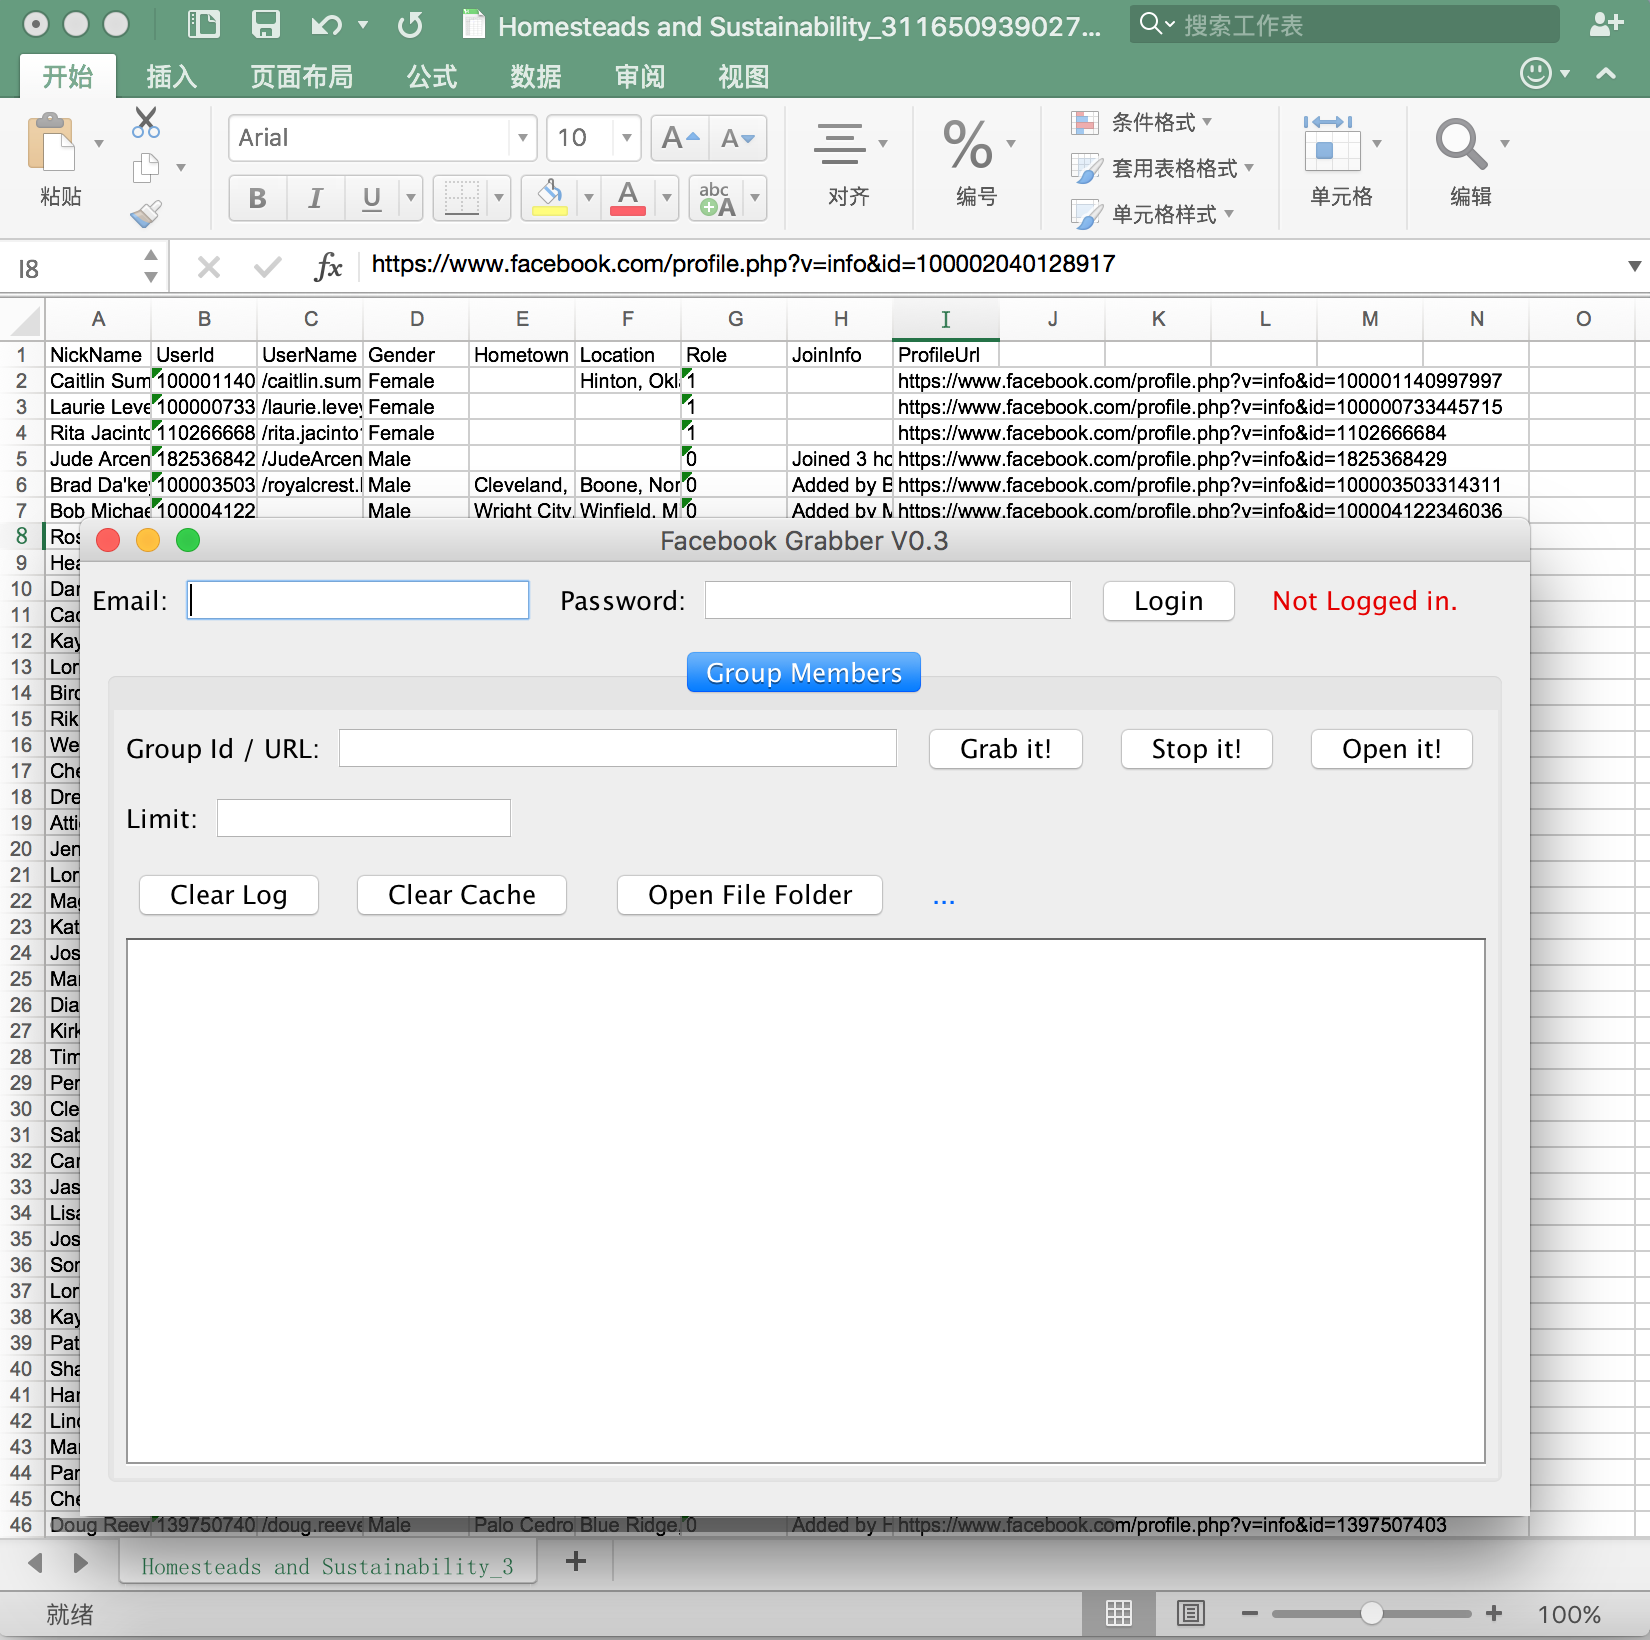 Homesteads and Sustainability_311650939027...
搜索工作表
开始 插入 页面布局 公式 数据 审阅 视图
粘贴
Arial 10
B I U A abc A
对齐
%
编号
条件格式
套用表格格式
单元格样式
单元格
编辑
I8 fx https://www.facebook.com/profile.php?v=info&id=100002040128917
A B C D E F G H I J K L M N O
1 NickName UserId UserName Gender Hometown Location Role JoinInfo ProfileUrl
2 Caitlin Sum 100001140 /caitlin.sum Female Hinton, Okl 1 https://www.facebook.com/profile.php?v=info&id=100001140997997
3 Laurie Leve 100000733 /laurie.levey Female 1 https://www.facebook.com/profile.php?v=info&id=100000733445715
4 Rita Jacinto 110266668 /rita.jacinto Female 1 https://www.facebook.com/profile.php?v=info&id=1102666684
5 Jude Arcen 182536842 /JudeArcen Male 0 Joined 3 ho https://www.facebook.com/profile.php?v=info&id=1825368429
6 Brad Da'key 100003503 /royalcrest. Male Cleveland, Boone, Nor 0 Added by B https://www.facebook.com/profile.php?v=info&id=100003503314311
7 Bob Michae 100004122 Male Wright City, Winfield, M 0 Added by M https://www.facebook.com/profile.php?v=info&id=100004122346036
8 Ros
Facebook Grabber V0.3
9 Hea
10 Dar
Email: Password: Login Not Logged in.
11 Cac
12 Kay
13 Lor
Group Members
14 Birc
15 Rik
16 We
Group Id / URL: Grab it! Stop it! Open it!
17 Che
18 Dre
19 Atti
Limit:
20 Jen
21 Lor
22 Mag
Clear Log Clear Cache Open File Folder ...
23 Kat
24 Jos
25 Mar
26 Dia
27 Kirk
28 Tim
29 Per
30 Cle
31 Sab
32 Car
33 Jas
34 Lisa
35 Jos
36 Sor
37 Lor
38 Kay
39 Pat
40 Sha
41 Har
42 Linc
43 Mar
44 Par
45 Che
46 Doug Reev 139750740 /doug.reeve Male Palo Cedro Blue Ridge, 0 Added by H https://www.facebook.com/profile.php?v=info&id=1397507403
Homesteads and Sustainability_3 +
就绪 100%